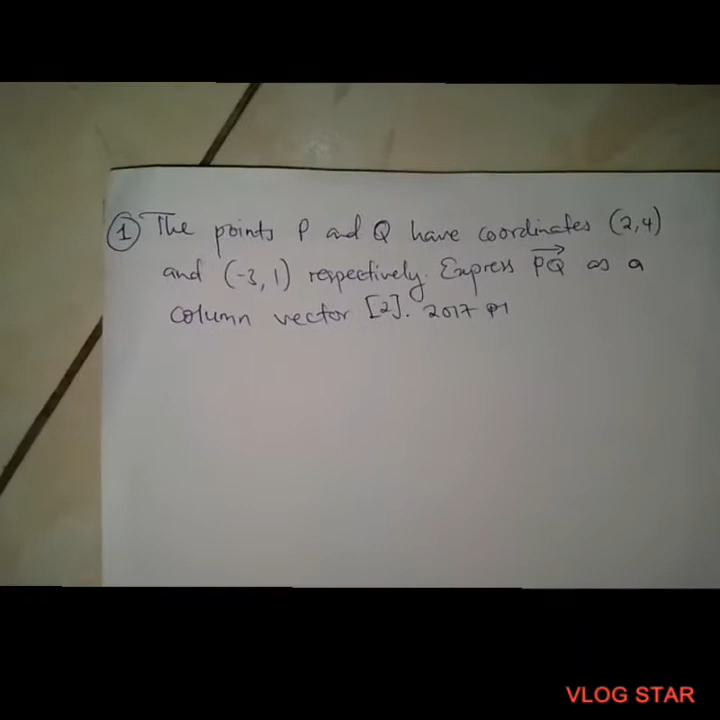 ① The points P and Q have coordinates (2,4)
and (-3,1) respectively. Express PQ as a
column vector [2]. 2017 P1
VLOG STAR